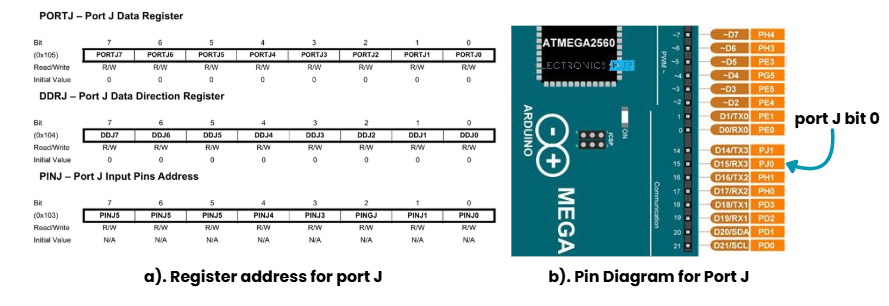 PORTJ – Port J Data Register
Bit 7 6 5 4 3 2 1 0
(0x105) PORTJ7 PORTJ6 PORTJ5 PORTJ4 PORTJ3 PORTJ2 PORTJ1 PORTJ0
Read/Write R/W R/W R/W R/W R/W R/W R/W R/W
Initial Value 0 0 0 0 0 0 0 0
DDRJ – Port J Data Direction Register
Bit 7 6 5 4 3 2 1 0
(0x104) DDJ7 DDJ6 DDJ5 DDJ4 DDJ3 DDJ2 DDJ1 DDJ0
Read/Write R/W R/W R/W R/W R/W R/W R/W R/W
Initial Value 0 0 0 0 0 0 0 0
PINJ – Port J Input Pins Address
Bit 7 6 5 4 3 2 1 0
(0x103) PINJ5 PINJ5 PINJ5 PINJ4 PINJ3 PINGJ PINJ1 PINJ0
Read/Write R/W R/W R/W R/W R/W R/W R/W R/W
Initial Value N/A N/A N/A N/A N/A N/A N/A N/A
a). Register address for port J
ATMEGA2560
ECTRONICS
HUB
ARDUINO
MEGA
ON
ICSP
PWM ~
Communication
~7 ~D7 PH4
~6 ~D6 PH3
~5 ~D5 PE3
~4 ~D4 PG5
~3 ~D3 PE5
~2 ~D2 PE4
1 D1/TX0 PE1
0 D0/RX0 PE0
14 D14/TX3 PJ1
15 D15/RX3 PJ0
16 D16/TX2 PH1
17 D17/RX2 PH0
18 D18/TX1 PD3
19 D19/RX1 PD2
20 D20/SDA PD1
21 D21/SCL PD0
port J bit 0
b). Pin Diagram for Port J